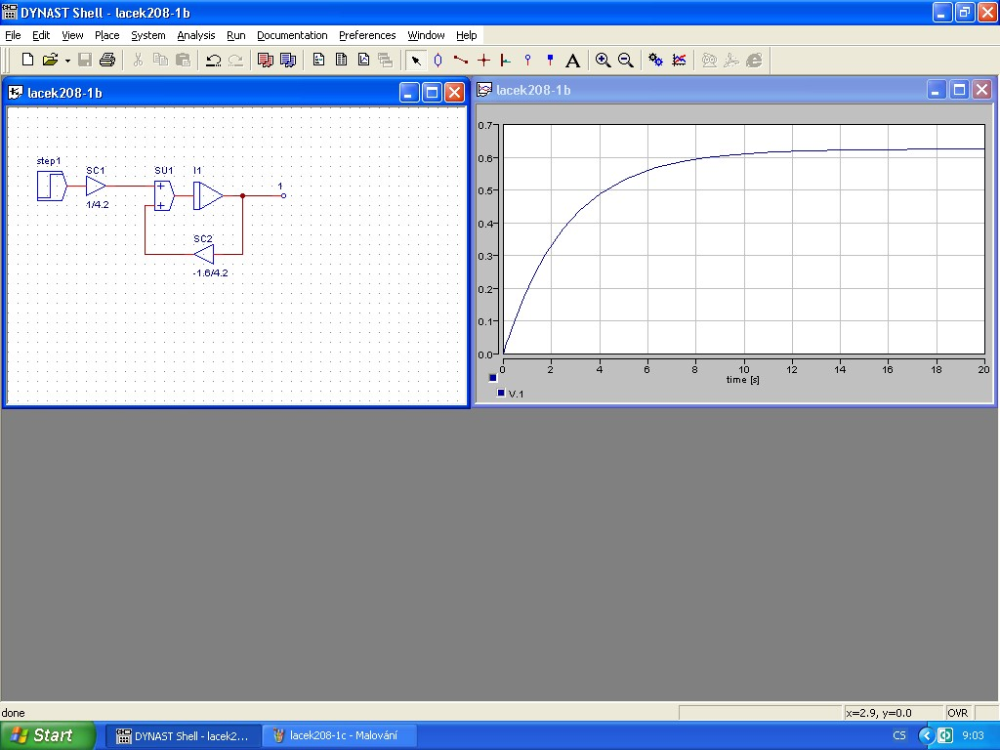 DYNAST Shell - lacek208-1b
File Edit View Place System Analysis Run Documentation Preferences Window Help
A
lacek208-1b
step1
SC1
SU1
I1
1
1/4.2
SC2
-1.6/4.2
lacek208-1b
0.7
0.6
0.5
0.4
0.3
0.2
0.1
0.0
0 2 4 6 8 10 12 14 16 18 20
time [s]
V.1
done
x=2.9, y=0.0
OVR
Start
DYNAST Shell - lacek2...
lacek208-1c - Malování
CS
9:03